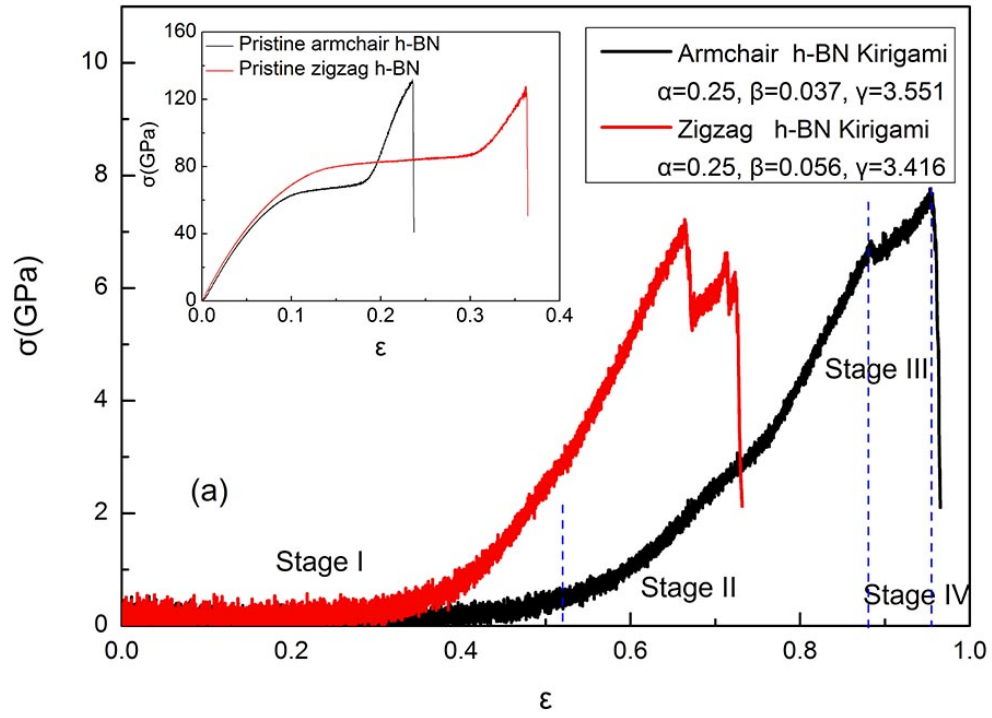 160
120
80
40
0
σ(GPa)
Pristine armchair h-BN
Pristine zigzag h-BN
0.0 0.1 0.2 0.3 0.4
ε
Armchair h-BN Kirigami
α=0.25, β=0.037, γ=3.551
Zigzag h-BN Kirigami
α=0.25, β=0.056, γ=3.416
10
8
6
4
2
0
σ(GPa)
(a)
Stage I
Stage II
Stage III
Stage IV
0.0 0.2 0.4 0.6 0.8 1.0
ε